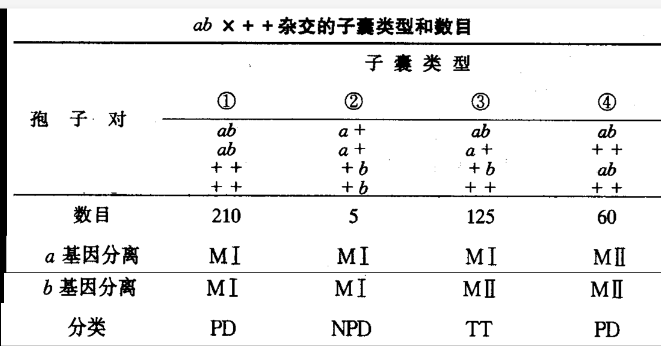 ab × + + 杂交的子囊类型和数目
子 囊 类 型
孢 子 对
① ② ③ ④
ab a + ab ab
ab a + a + + +
+ + + b + b ab
+ + + b + + + +
数目 210 5 125 60
a 基因分离 MⅠ MⅠ MⅠ MⅡ
b 基因分离 MⅠ MⅠ MⅡ MⅡ
分类 PD NPD TT PD